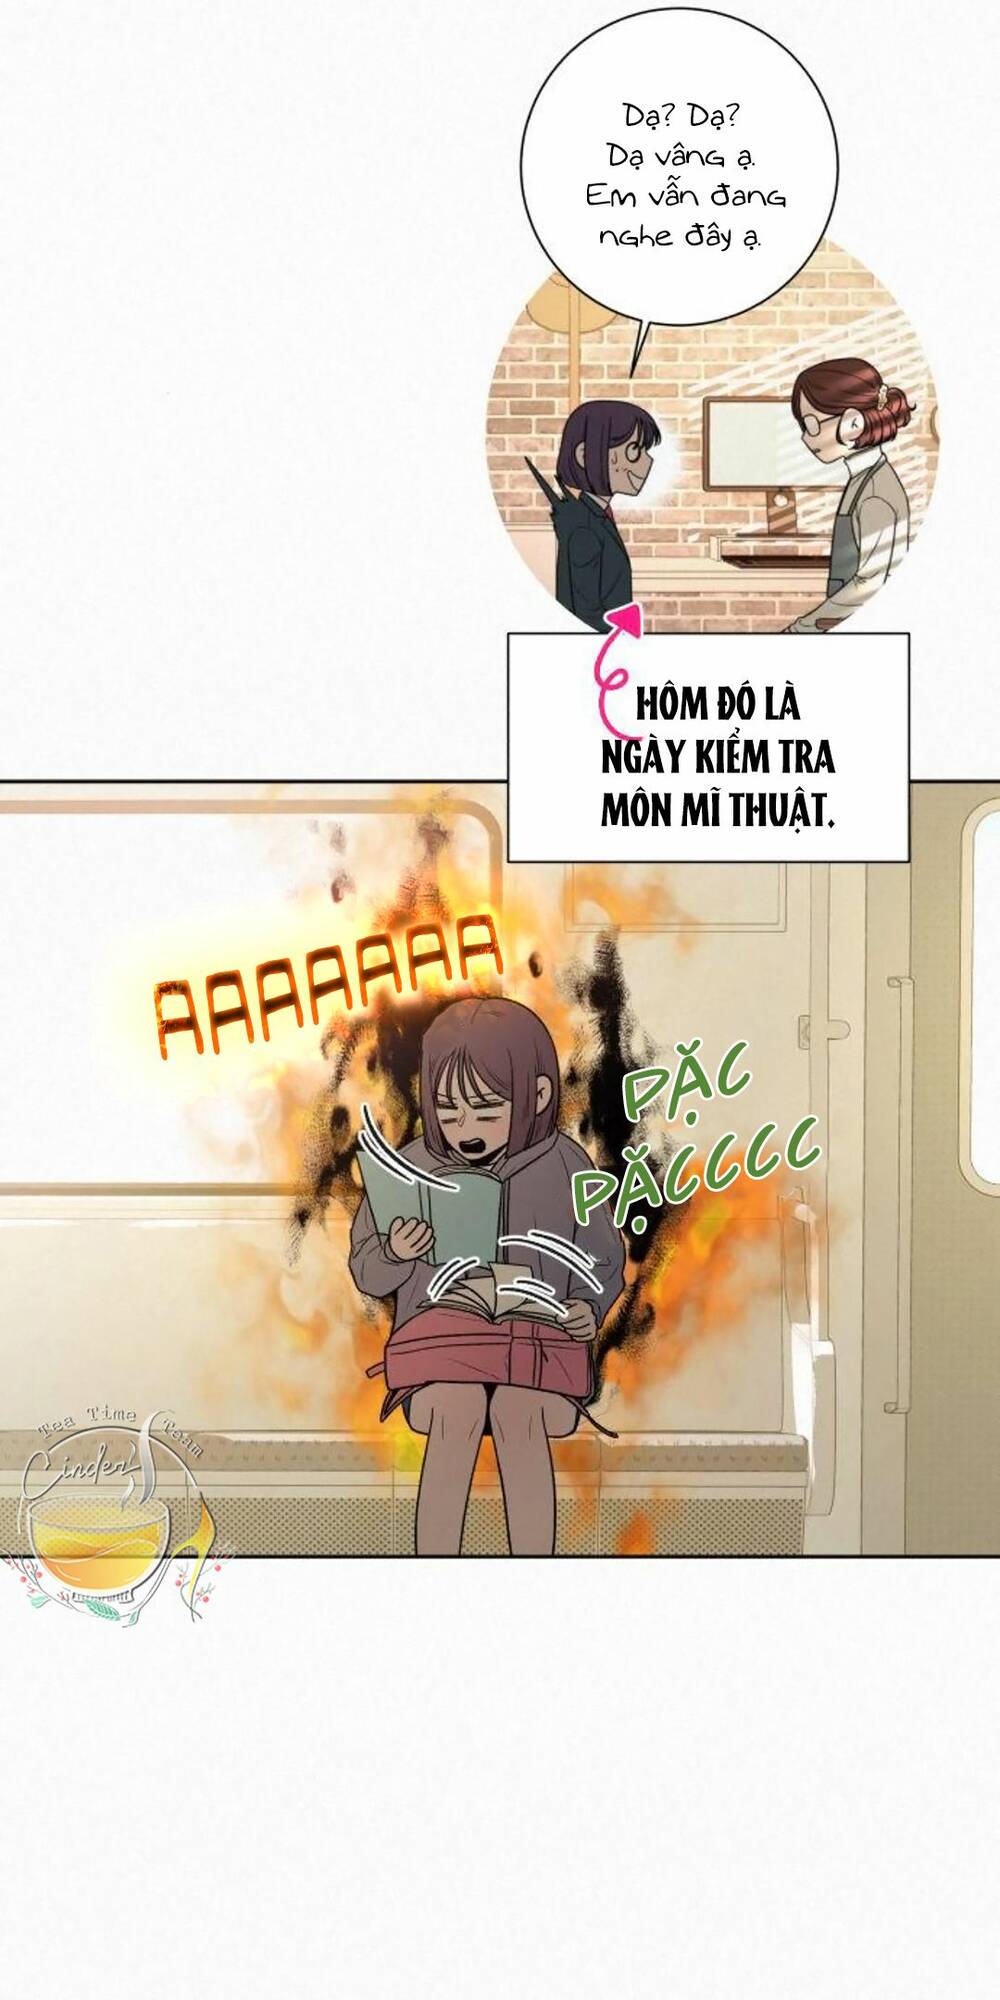 Dạ? Dạ?
Dạ vâng ạ.
Em vẫn đang
nghe đây ạ.
HÔM ĐÓ LÀ
NGÀY KIỂM TRA
MÔN MĨ THUẬT.
AAAAAAA
PẶC
PẶCCCC
Tea Time Team
Cinder